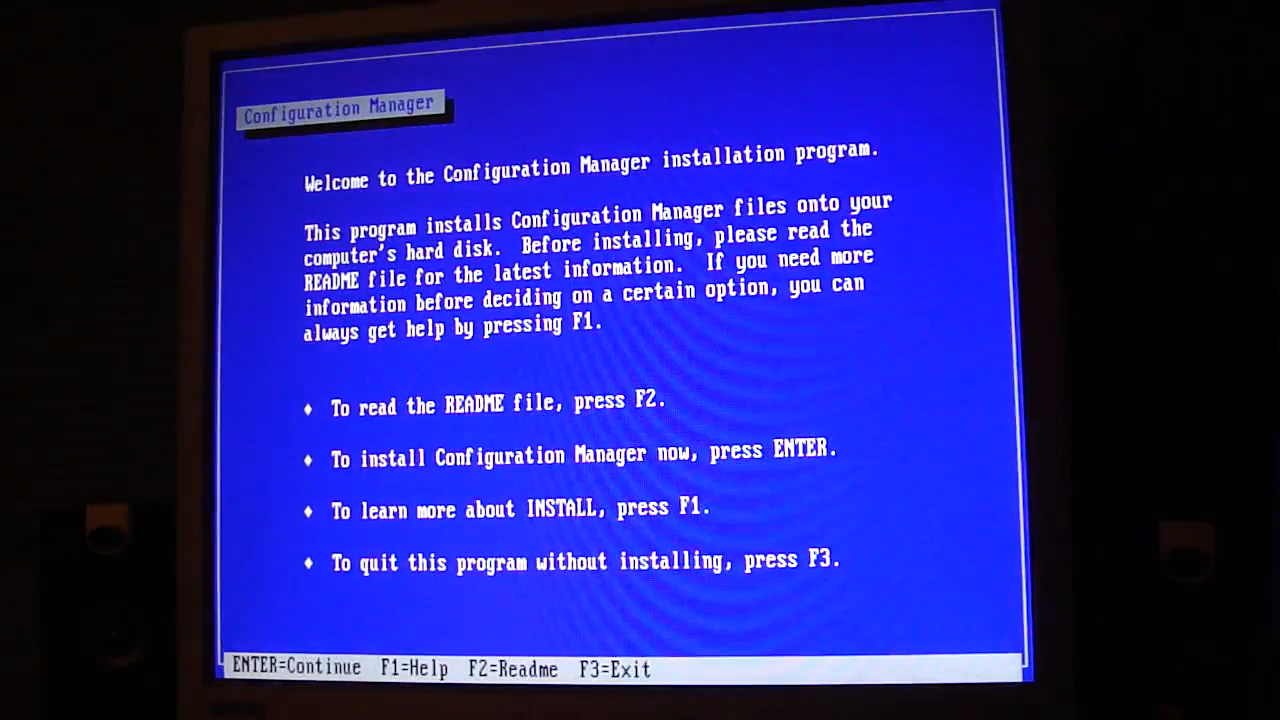 Configuration Manager
Welcome to the Configuration Manager installation program.
This program installs Configuration Manager files onto your
computer's hard disk.  Before installing, please read the
README file for the latest information.  If you need more
information before deciding on a certain option, you can
always get help by pressing F1.
♦ To read the README file, press F2.
♦ To install Configuration Manager now, press ENTER.
♦ To learn more about INSTALL, press F1.
♦ To quit this program without installing, press F3.
ENTER=Continue  F1=Help  F2=Readme  F3=Exit